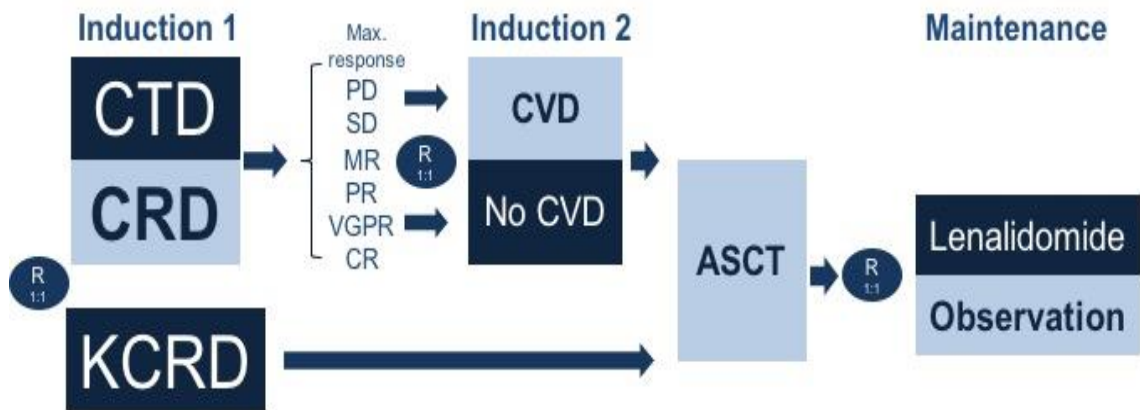 Induction 1
Max.
response
Induction 2
Maintenance
CTD
CRD
PD
SD
MR
PR
VGPR
CR
R
1:1
CVD
No CVD
ASCT
R
1:1
Lenalidomide
Observation
R
1:1
KCRD